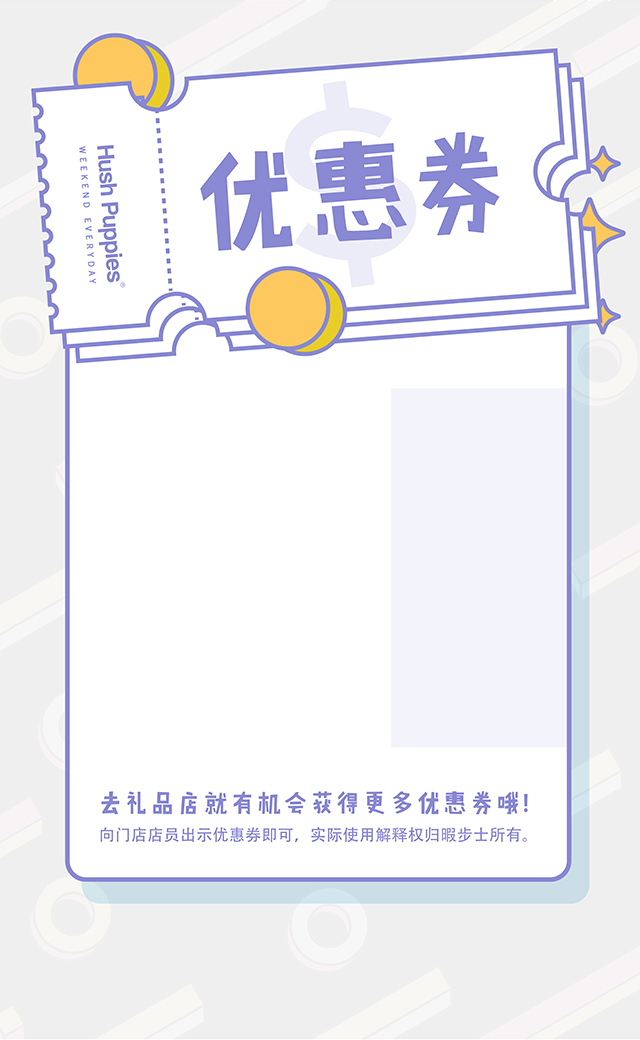 Hush Puppies®
WEEKEND EVERYDAY
$
优惠券
去礼品店就有机会获得更多优惠券哦!
向门店店员出示优惠券即可，实际使用解释权归暇步士所有。